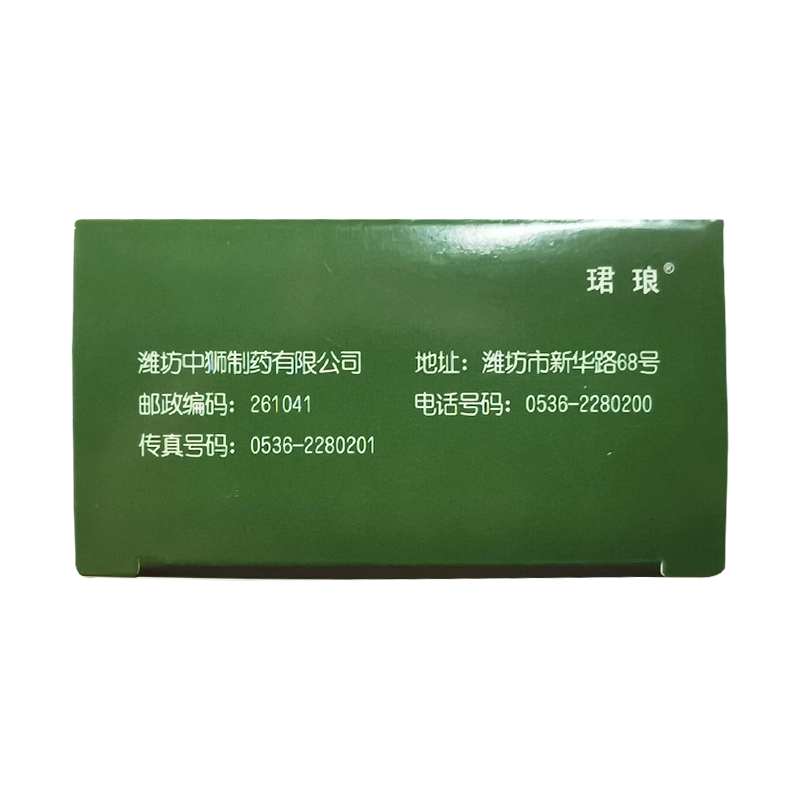 珺琅®
潍坊中狮制药有限公司 地址：潍坊市新华路68号
邮政编码：261041 电话号码：0536-2280200
传真号码：0536-2280201